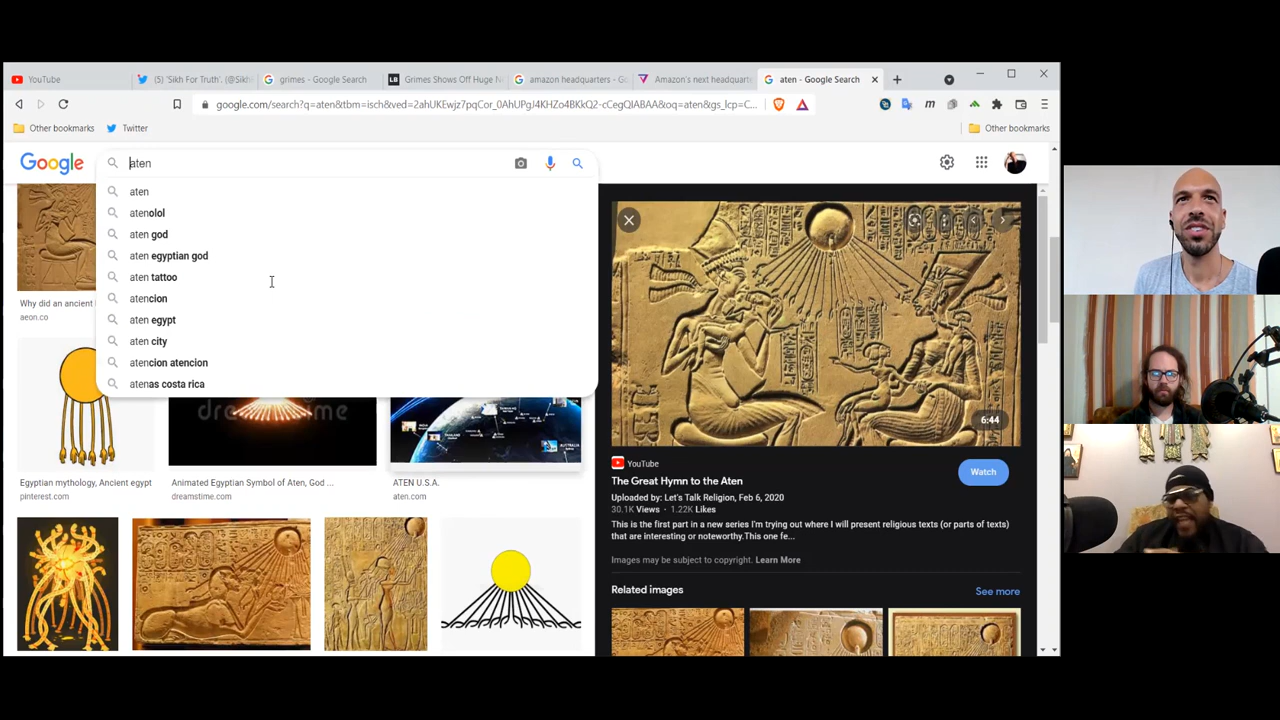 YouTube
(5) 'Sikh For Truth'. (@Sikh
grimes - Google Search
Grimes Shows Off Huge N
amazon headquarters - Go
Amazon's next headquarte
aten - Google Search
google.com/search?q=aten&tbm=isch&ved=2ahUKEwjz7pqCor_0AhUPgJ4KHZo4BKkQ2-cCegQIABAA&oq=aten&gs_lcp=C...
Other bookmarks
Twitter
Other bookmarks
Google
aten
aten
atenolol
aten god
aten egyptian god
aten tattoo
atencion
aten egypt
aten city
atencion atencion
atenas costa rica
Why did an ancient
aeon.co
dreamstime
Egyptian mythology, Ancient egypt
pinterest.com
Animated Egyptian Symbol of Aten, God ...
dreamstime.com
ATEN U.S.A.
aten.com
6:44
YouTube
The Great Hymn to the Aten
Watch
Uploaded by: Let's Talk Religion, Feb 6, 2020
30.1K Views · 1.22K Likes
This is the first part in a new series I'm trying out where I will present religious texts (or parts of texts)
that are interesting or noteworthy.This one fe...
Images may be subject to copyright. Learn More
Related images
See more